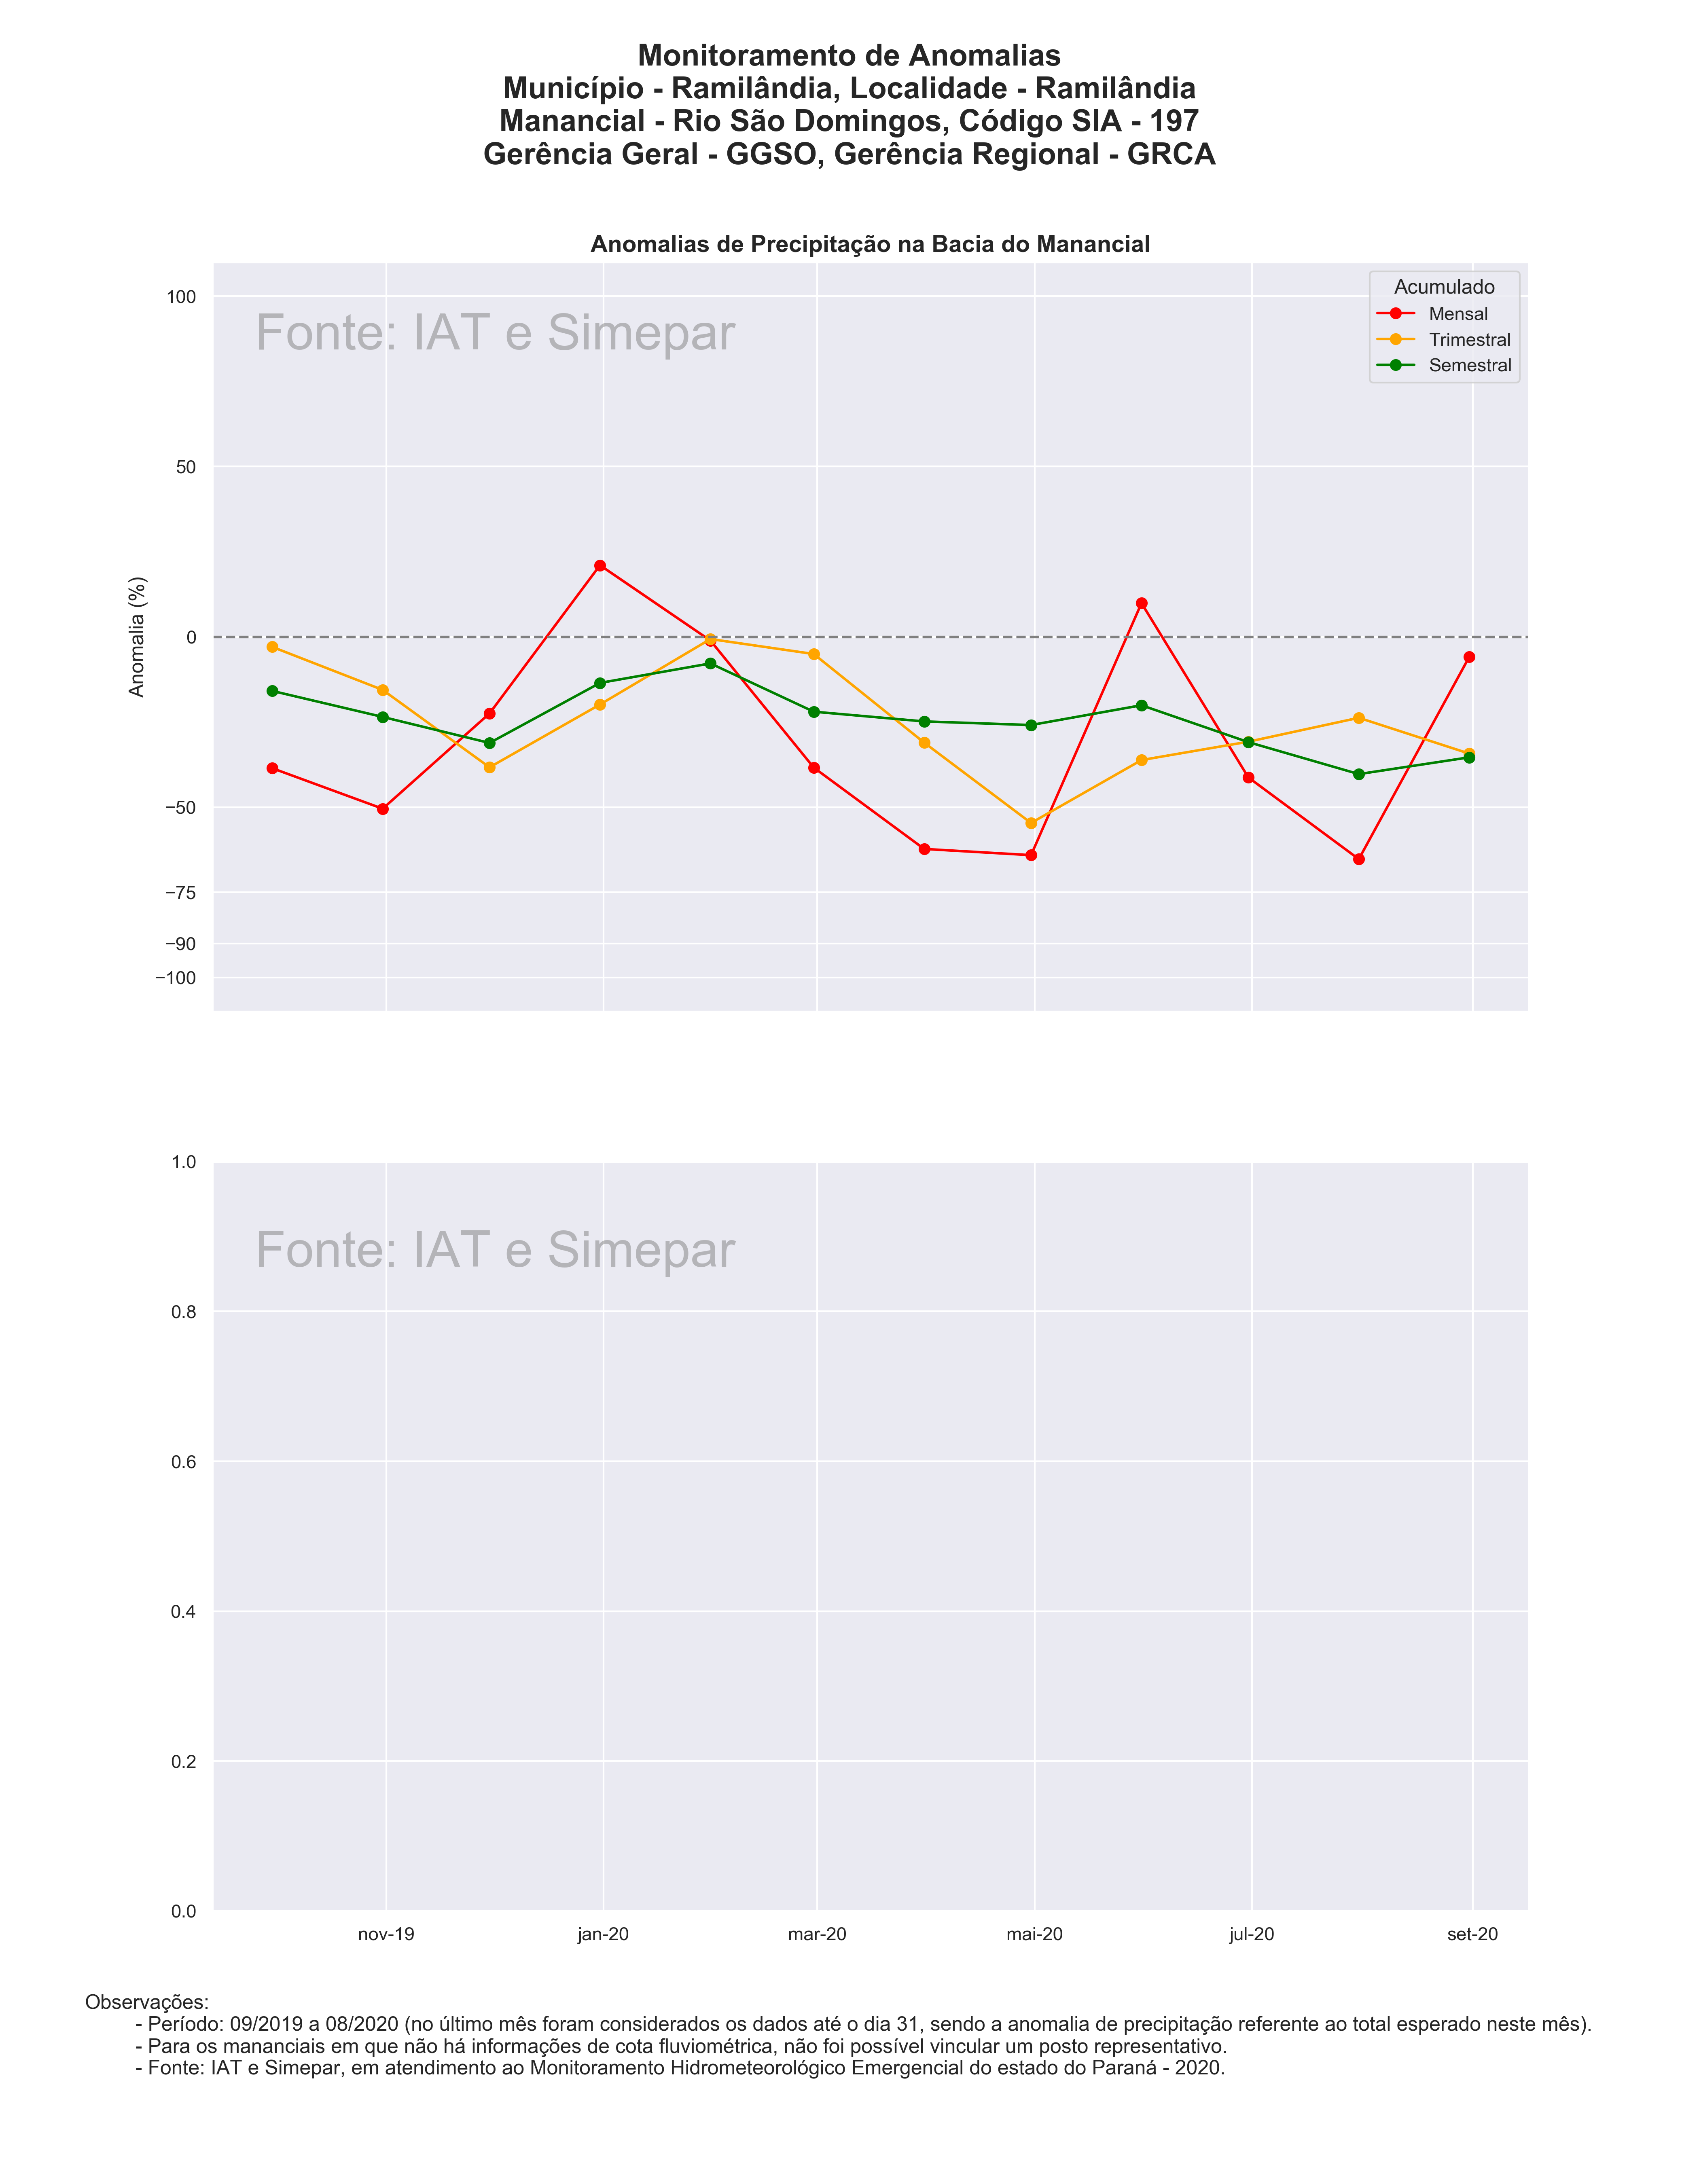 Monitoramento de Anomalias
Município - Ramilândia, Localidade - Ramilândia
Manancial - Rio São Domingos, Código SIA - 197
Gerência Geral - GGSO, Gerência Regional - GRCA
Anomalias de Precipitação na Bacia do Manancial
Fonte: IAT e Simepar
Acumulado
Mensal
Trimestral
Semestral
Anomalia (%)
100
50
0
−50
−75
−90
−100
Fonte: IAT e Simepar
1.0
0.8
0.6
0.4
0.2
0.0
nov-19 jan-20 mar-20 mai-20 jul-20 set-20
Observações:
- Período: 09/2019 a 08/2020 (no último mês foram considerados os dados até o dia 31, sendo a anomalia de precipitação referente ao total esperado neste mês).
- Para os mananciais em que não há informações de cota fluviométrica, não foi possível vincular um posto representativo.
- Fonte: IAT e Simepar, em atendimento ao Monitoramento Hidrometeorológico Emergencial do estado do Paraná - 2020.